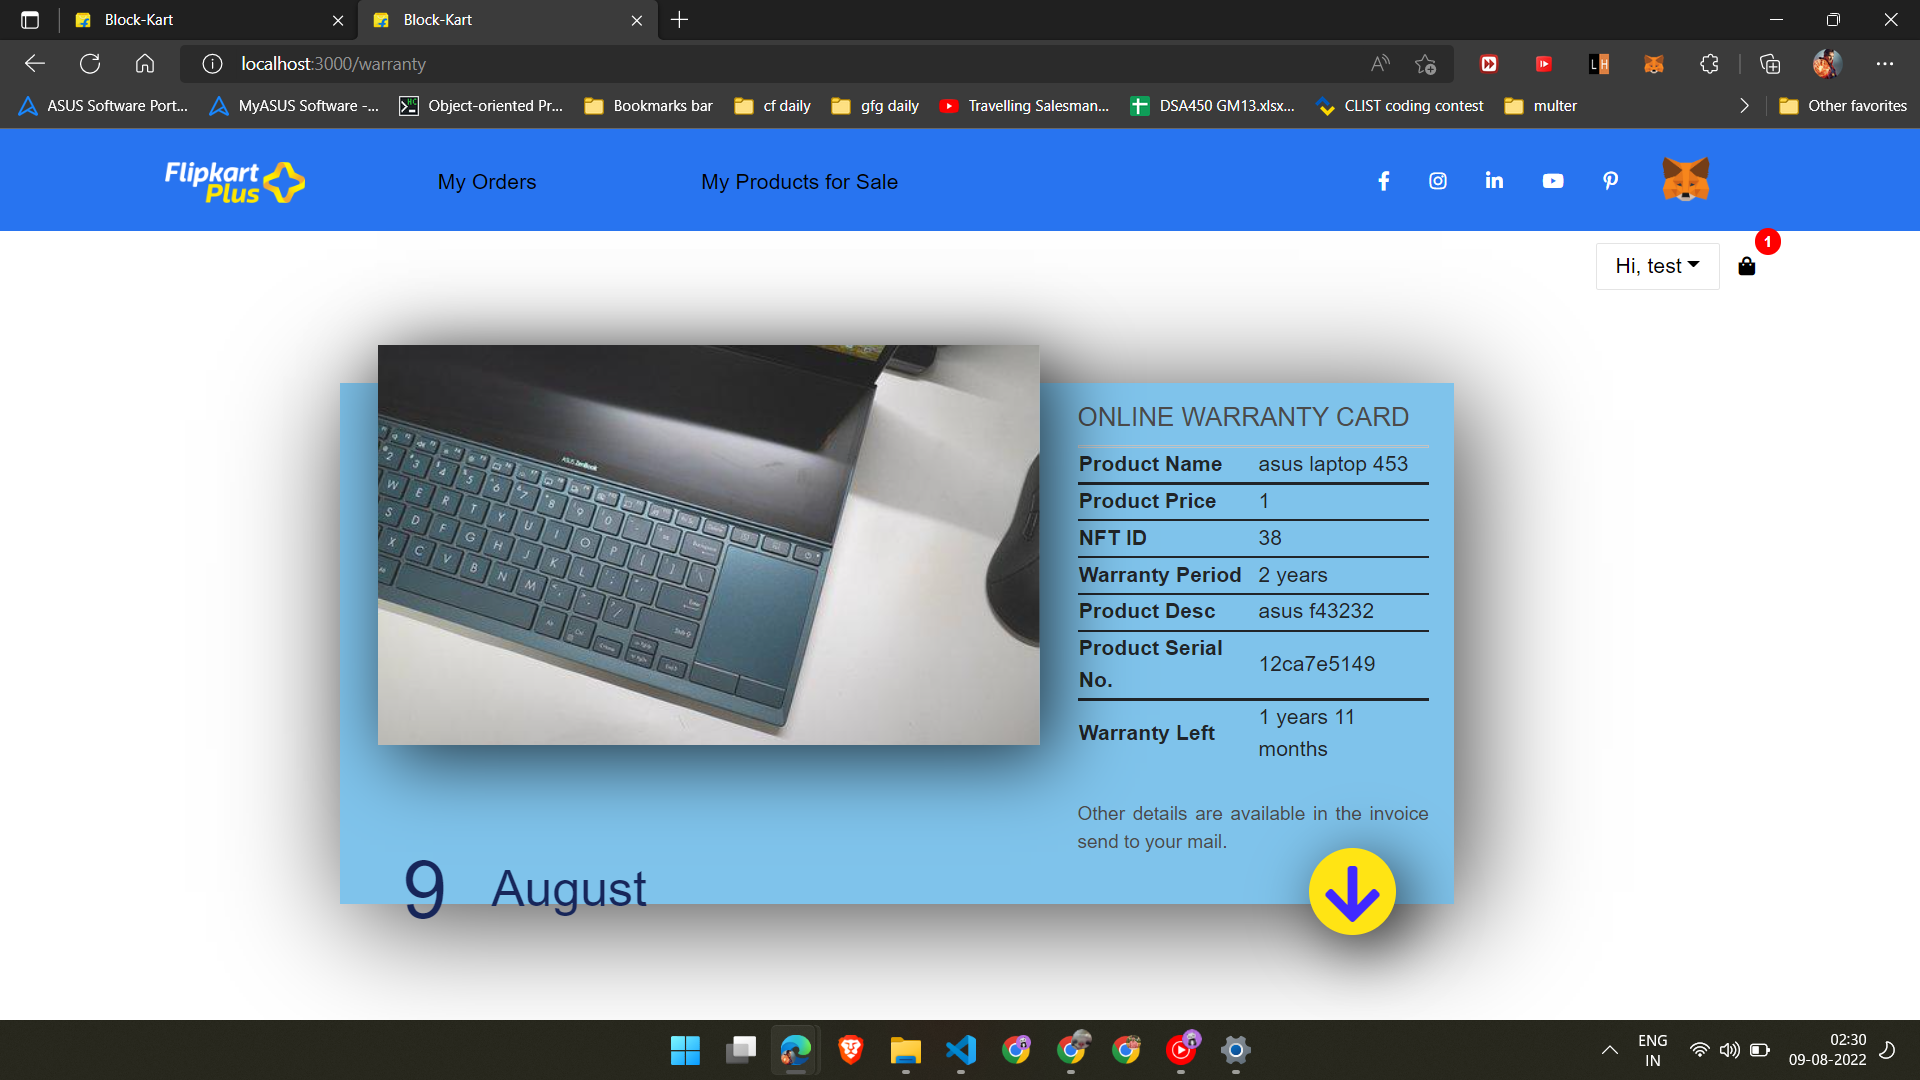 Block-Kart
Block-Kart
localhost:3000/warranty
ASUS Software Port...
MyASUS Software -...
Object-oriented Pr...
Bookmarks bar
cf daily
gfg daily
Travelling Salesman...
DSA450 GM13.xlsx...
CLIST coding contest
multer
Other favorites
Flipkart
Plus
My Orders
My Products for Sale
Hi, test
1
ASUS ZenBook
ONLINE WARRANTY CARD
Product Name asus laptop 453
Product Price 1
NFT ID 38
Warranty Period 2 years
Product Desc asus f43232
Product Serial
No. 12ca7e5149
Warranty Left 1 years 11
months
Other details are available in the invoice
send to your mail.
9 August
ENG
IN
02:30
09-08-2022